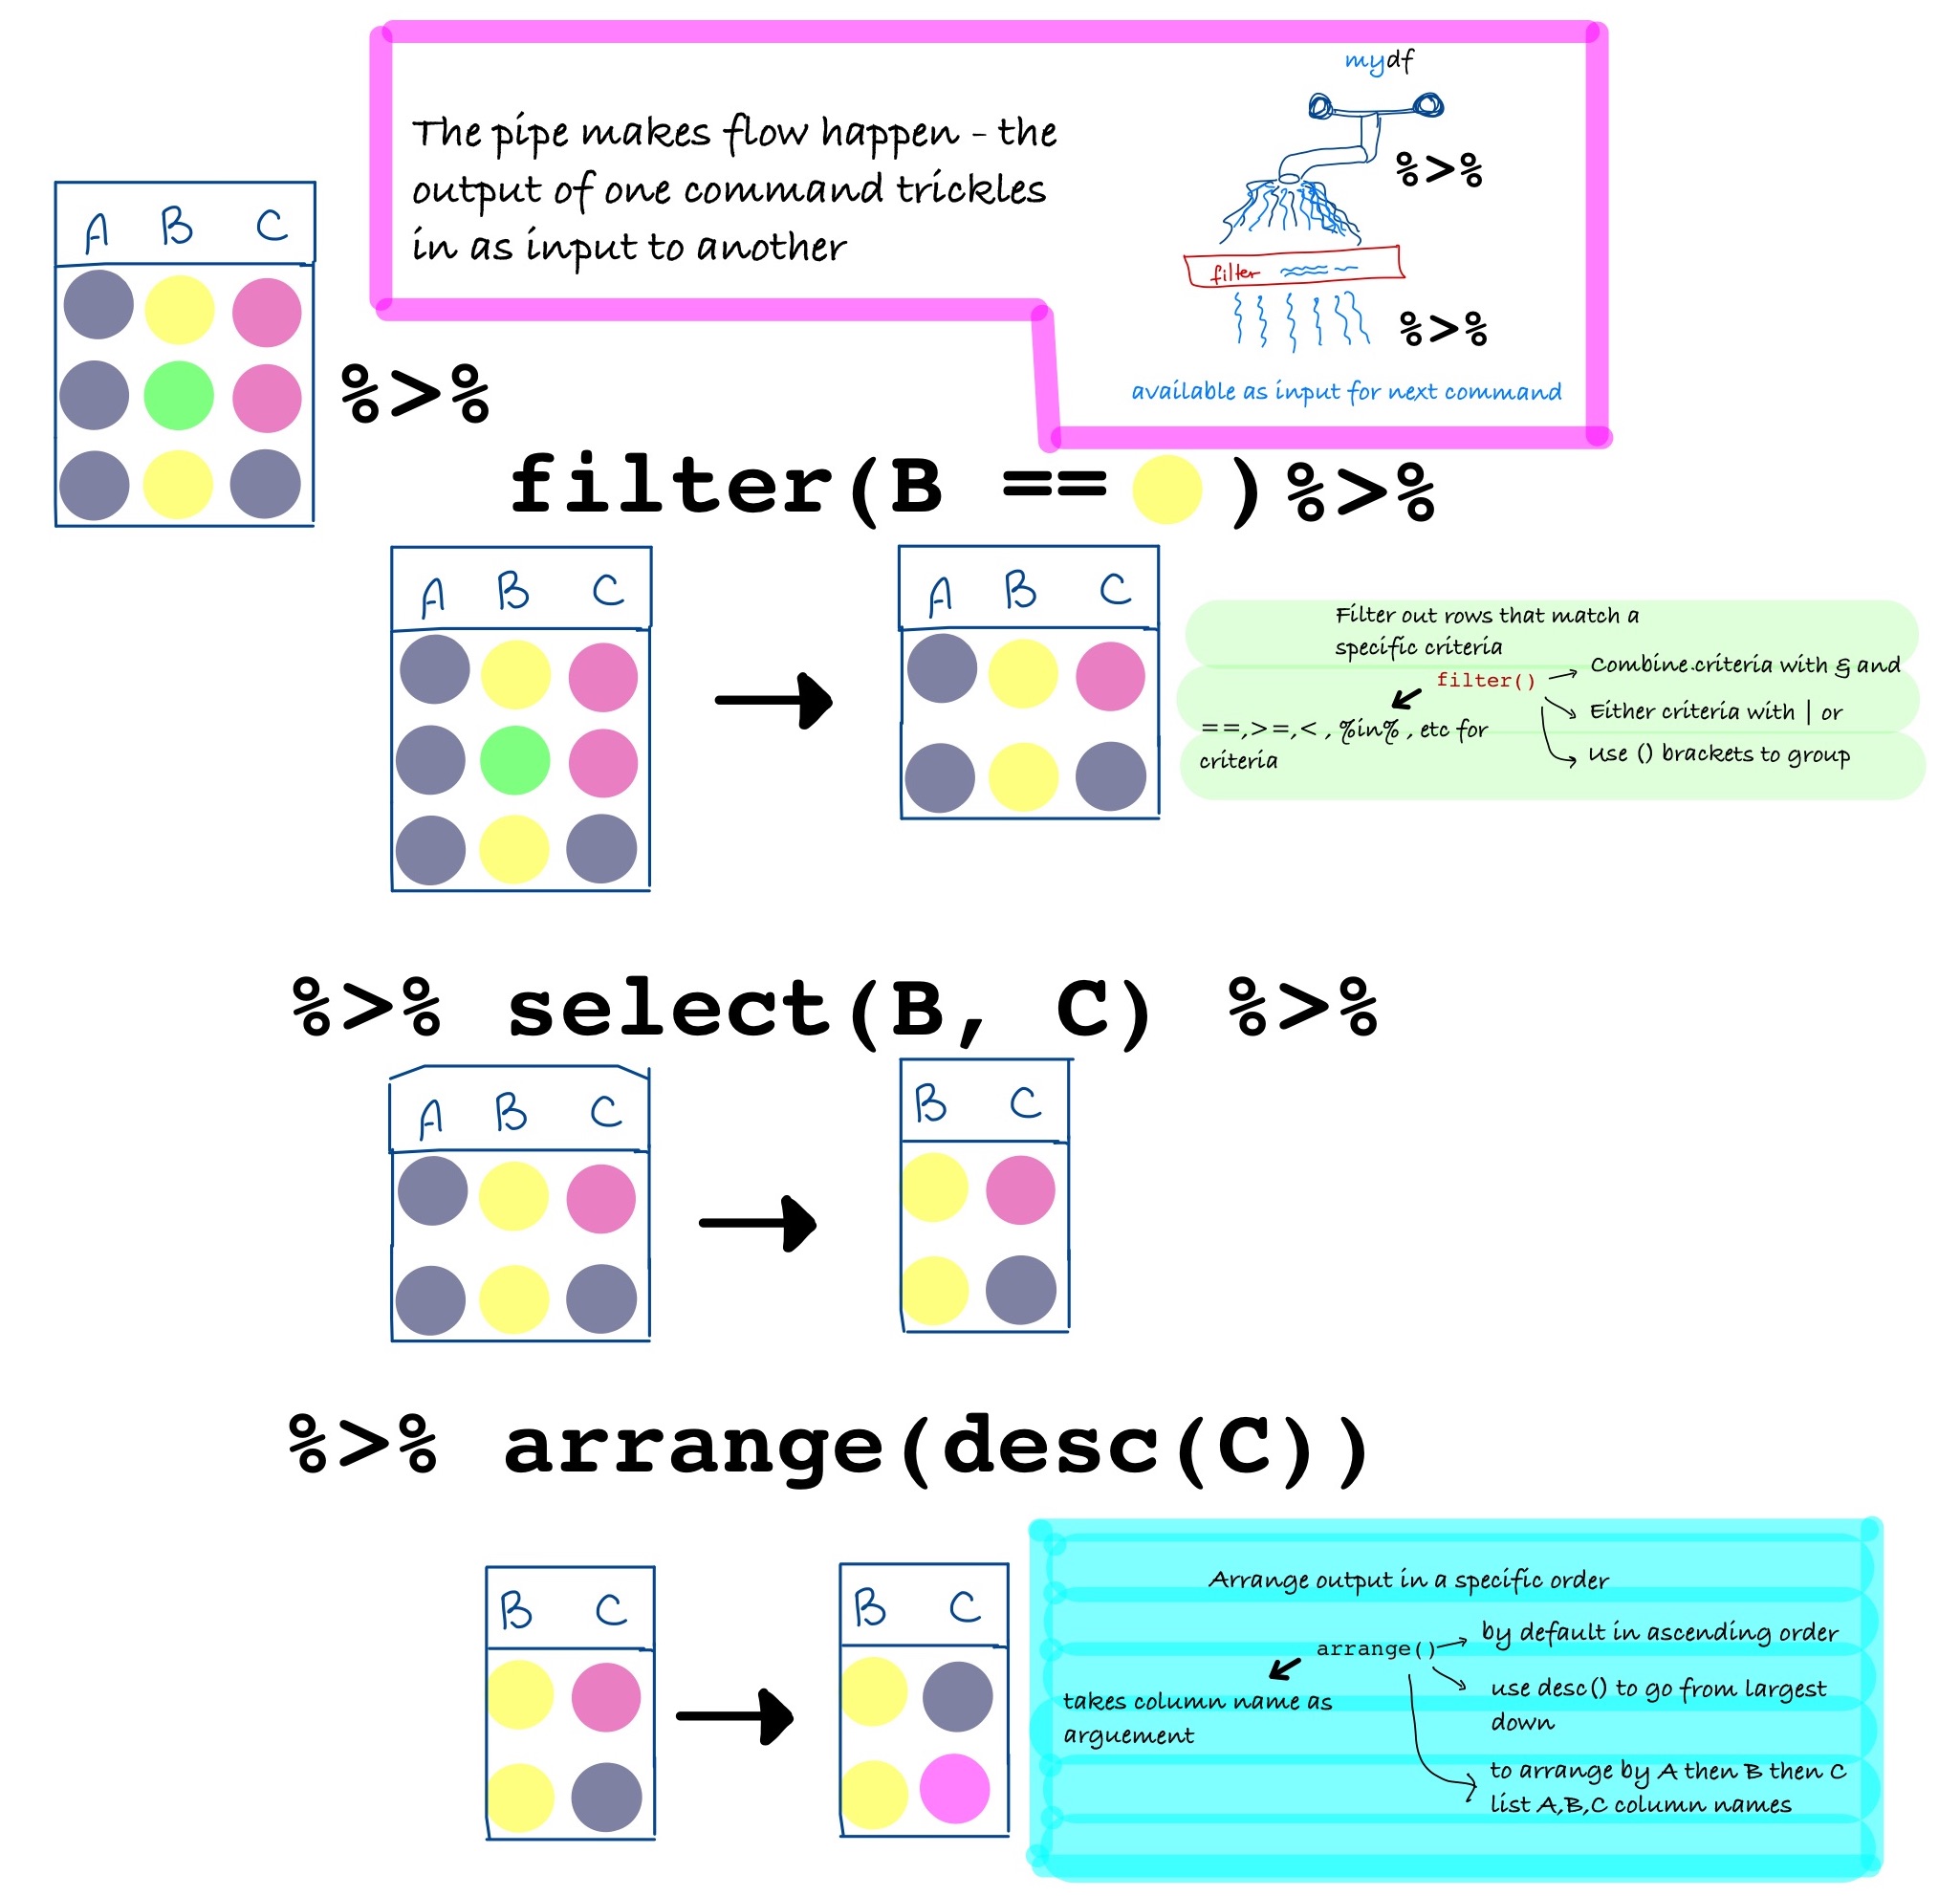 mydf
The pipe makes flow happen - the
output of one command trickles
in as input to another
%>%
filter
%>%
available as input for next command
A B C
%>%
filter(B == )%>%
A B C
A B C
Filter out rows that match a
specific criteria
filter()
Combine criteria with & and
Either criteria with | or
Use () brackets to group
==,>=,< , %in% , etc for
criteria
%>% select(B, C) %>%
A B C
B C
%>% arrange(desc(C))
B C
B C
Arrange output in a specific order
arrange()
by default in ascending order
use desc() to go from largest
down
to arrange by A then B then C
list A,B,C column names
takes column name as
arguement